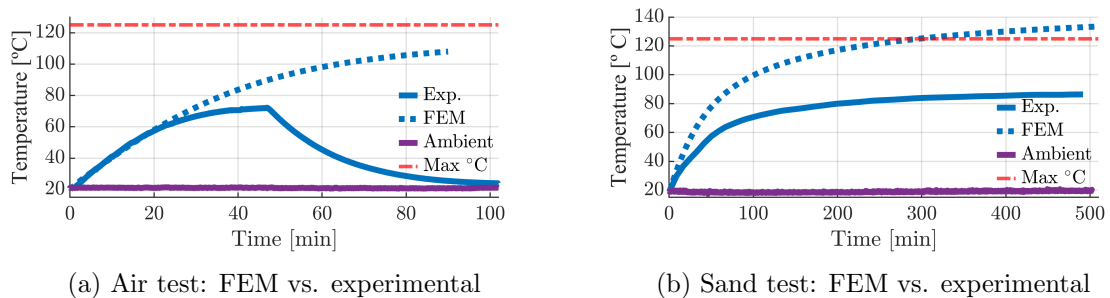 Temperature [ºC]
120
100
80
60
40
20
0
20
40
60
80
100
Time [min]
Exp.
FEM
Ambient
Max °C
(a) Air test: FEM vs. experimental
Temperature [º C]
140
120
100
80
60
40
20
0
100
200
300
400
500
Time [min]
Exp.
FEM
Ambient
Max °C
(b) Sand test: FEM vs. experimental